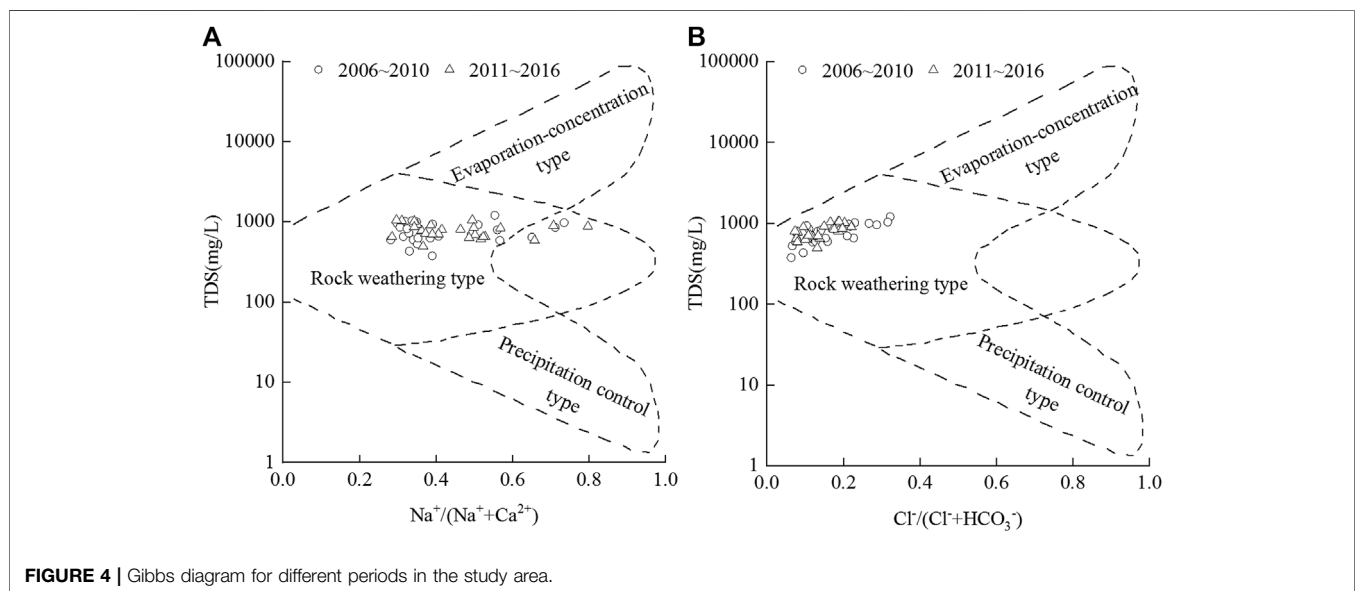 A
○ 2006~2010 △ 2011~2016
100000
10000
1000
100
10
1
TDS(mg/L)
Evaporation-concentration
type
Rock weathering type
Precipitation control
type
0.0 0.2 0.4 0.6 0.8 1.0
Na⁺/(Na⁺+Ca²⁺)
B
○ 2006~2010 △ 2011~2016
100000
10000
1000
100
10
1
TDS(mg/L)
Evaporation-concentration
type
Rock weathering type
Precipitation control
type
0.0 0.2 0.4 0.6 0.8 1.0
Cl⁻/(Cl⁻+HCO₃⁻)
FIGURE 4 | Gibbs diagram for different periods in the study area.